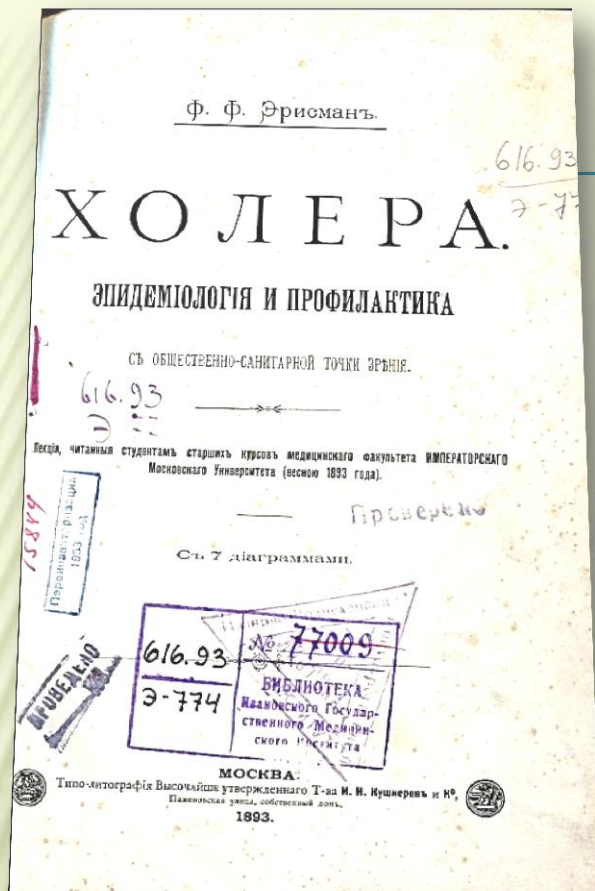 Ф. Ф. Эрисманъ.
616.93
Э-77
ХОЛЕРА.
ЭПИДЕМІОЛОГІЯ И ПРОФИЛАКТИКА
СЪ ОБЩЕСТВЕННО-САНИТАРНОЙ ТОЧКИ ЗРѢНІЯ.
616.93
Э-77
Лекціи, читанныя студентамъ старшихъ курсовъ медицинскаго факультета ИМПЕРАТОРСКАГО
Московскаго Университета (весною 1893 года).
Проверено
15844
Переинвентаризация
1953 год
Съ 7 діаграммами.
616.93
Э-774
№ 77009
БИБЛИОТЕКА
Ивановского Государ-
ственного Медицин-
ского Института
ПРОВЕДЕНО
МОСКВА.
Типо-литографія Высочайше утвержденнаго Т-ва И. Н. Кушнеревъ и Ко,
Пименовская улица, собственный домъ.
1893.